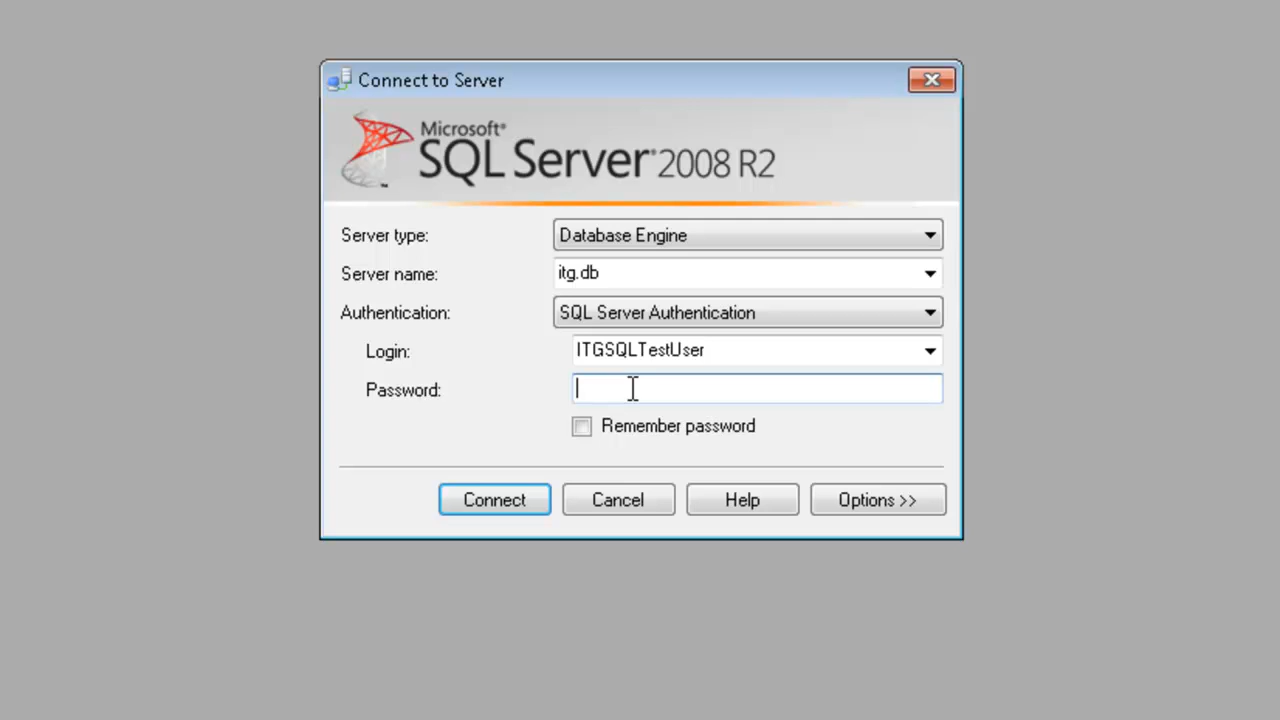 Connect to Server
Microsoft®
SQL Server® 2008 R2
Server type: Database Engine
Server name: itg.db
Authentication: SQL Server Authentication
Login: ITGSQLTestUser
Password:
Remember password
Connect Cancel Help Options >>